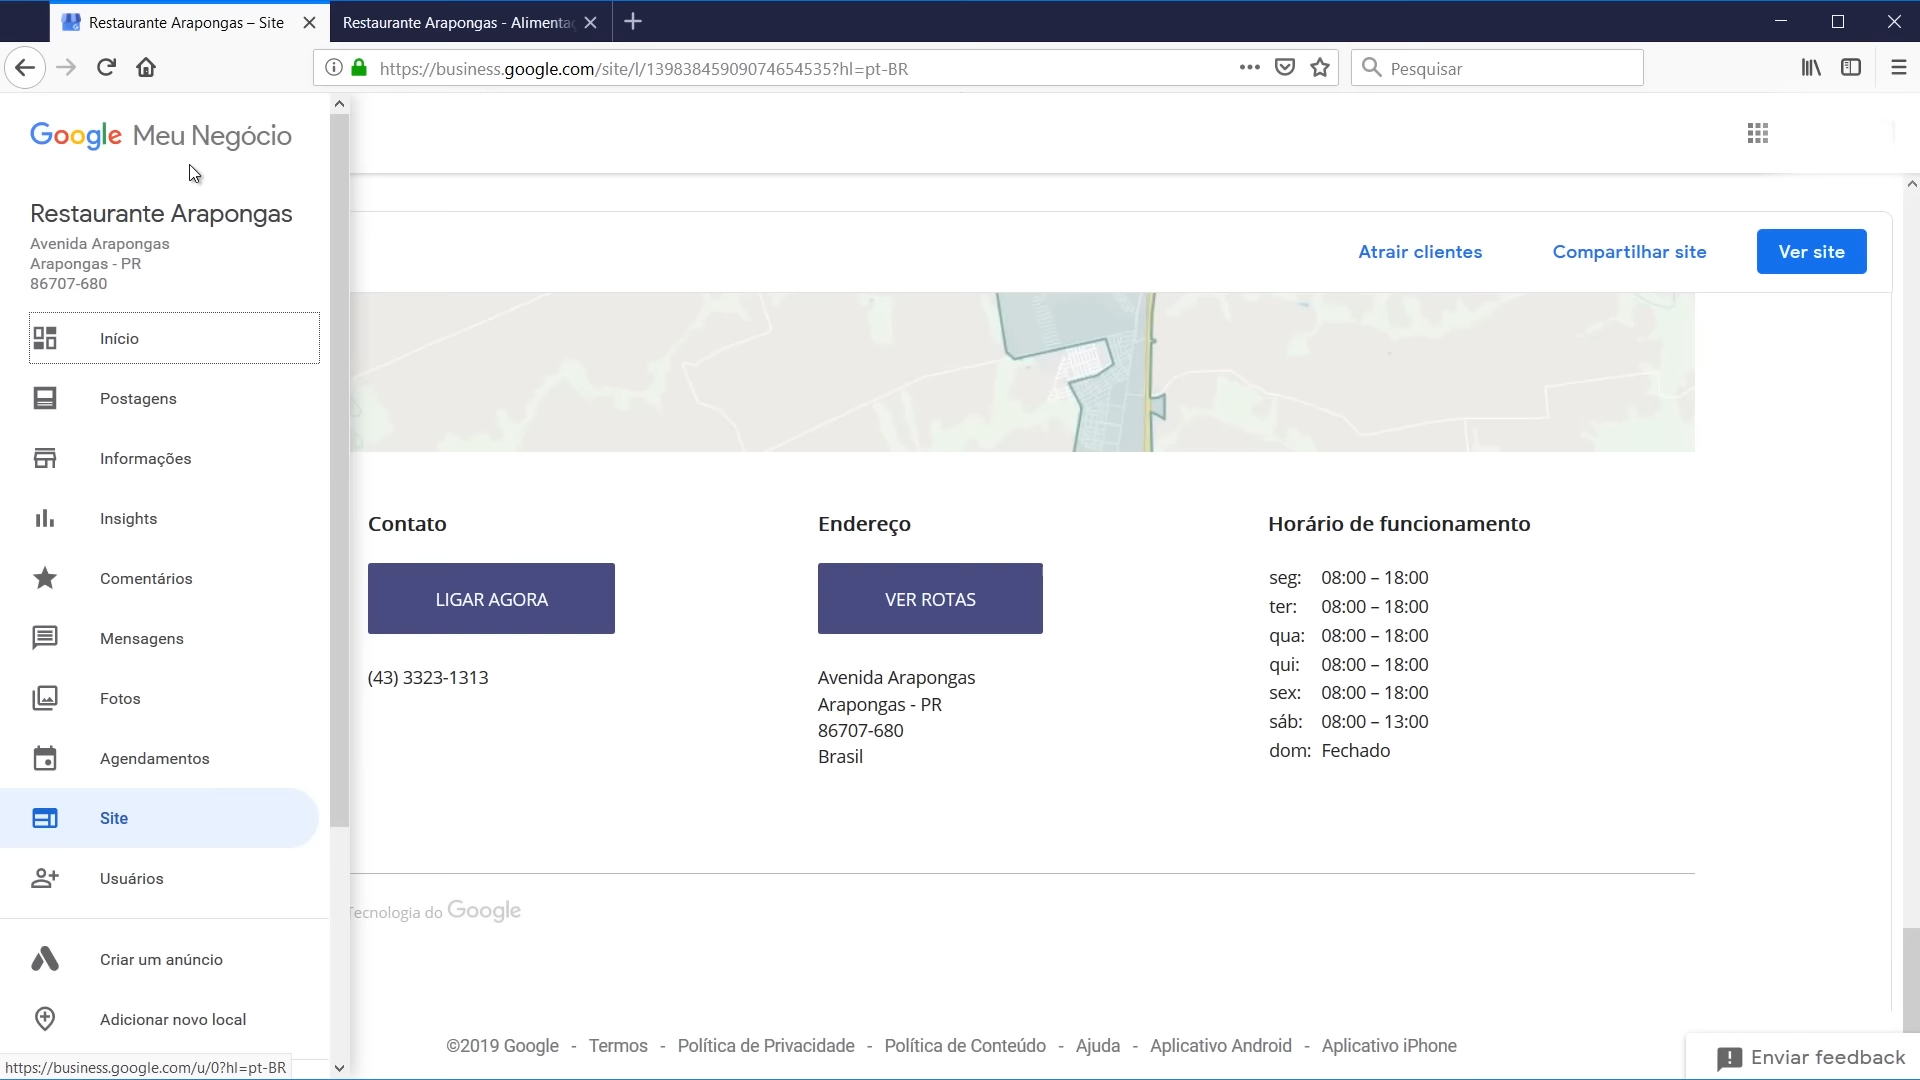 Restaurante Arapongas – Site
Restaurante Arapongas - Alimenta
https://business.google.com/site/l/13983845909074654535?hl=pt-BR
Pesquisar
Google Meu Negócio
Restaurante Arapongas
Avenida Arapongas
Arapongas - PR
86707-680
Início
Postagens
Informações
Insights
Comentários
Mensagens
Fotos
Agendamentos
Site
Usuários
Criar um anúncio
Adicionar novo local
https://business.google.com/u/0?hl=pt-BR
Atrair clientes
Compartilhar site
Ver site
Contato
LIGAR AGORA
(43) 3323-1313
Endereço
VER ROTAS
Avenida Arapongas
Arapongas - PR
86707-680
Brasil
Horário de funcionamento
seg: 08:00 – 18:00
ter: 08:00 – 18:00
qua: 08:00 – 18:00
qui: 08:00 – 18:00
sex: 08:00 – 18:00
sáb: 08:00 – 13:00
dom: Fechado
Tecnologia do Google
©2019 Google - Termos - Política de Privacidade - Política de Conteúdo - Ajuda - Aplicativo Android - Aplicativo iPhone
Enviar feedback